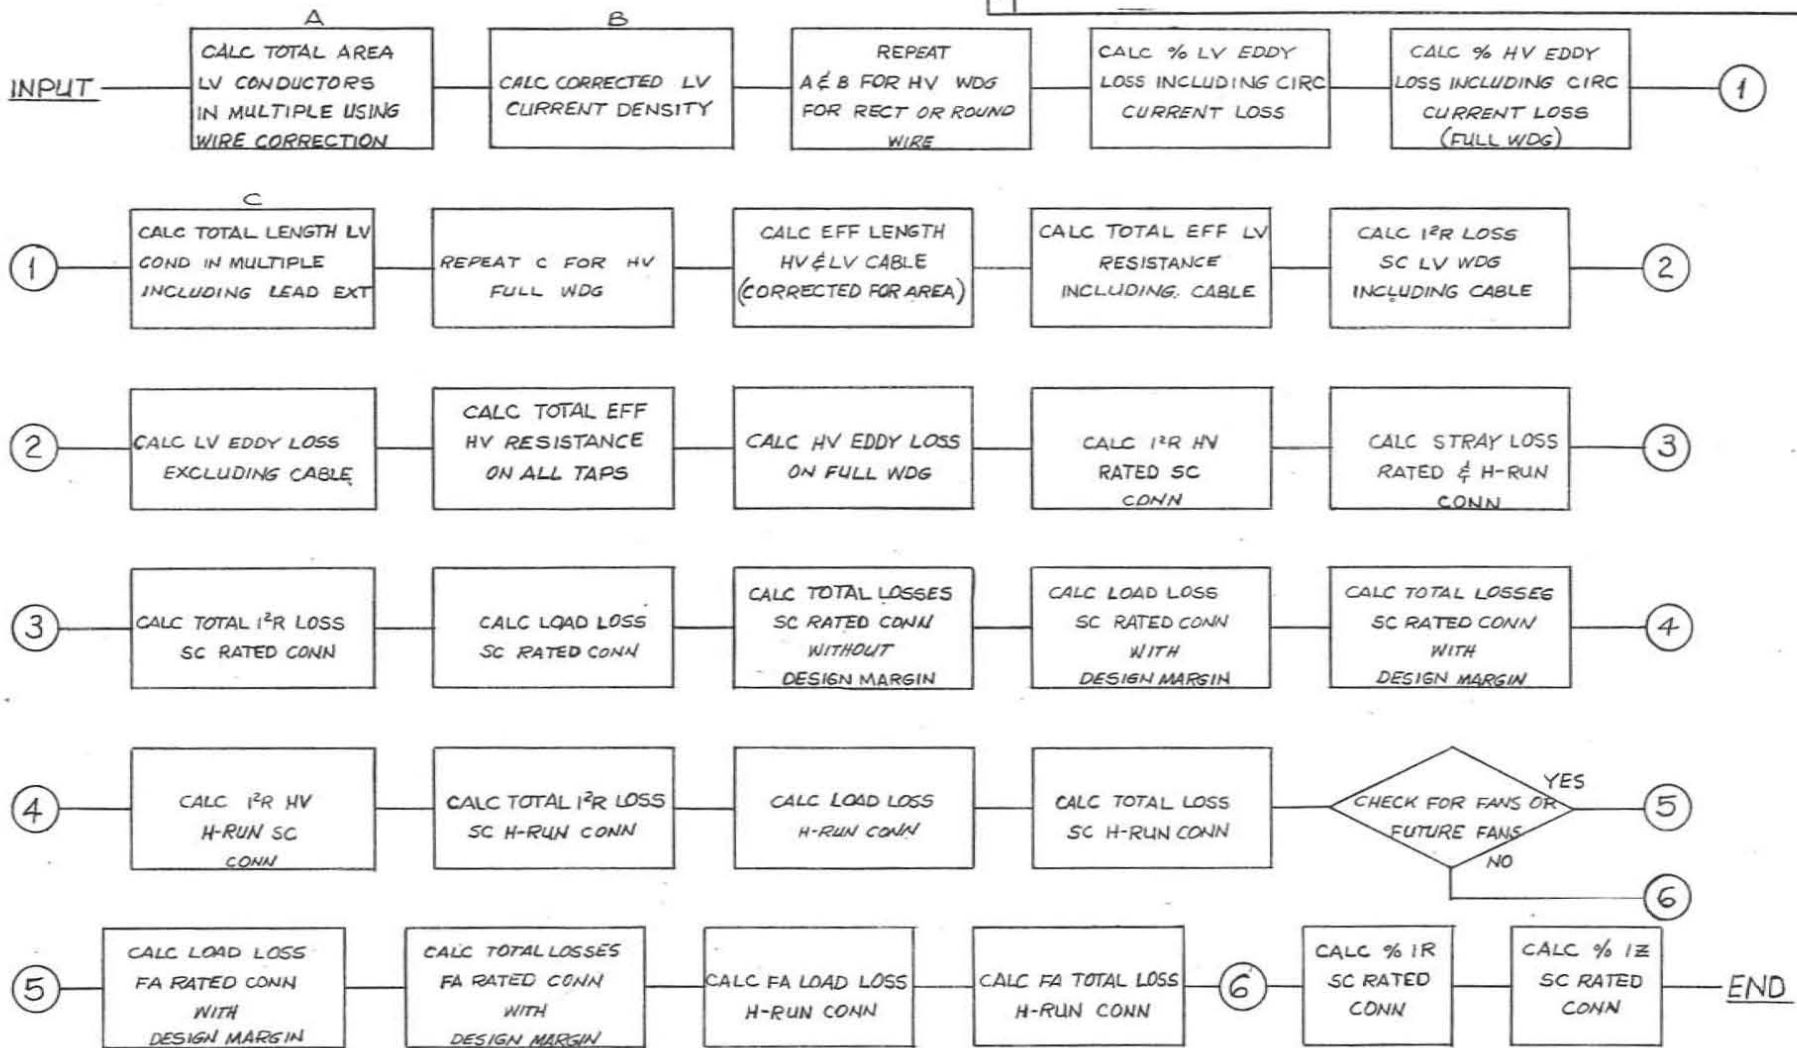 A
B
INPUT
CALC TOTAL AREA
LV CONDUCTORS
IN MULTIPLE USING
WIRE CORRECTION
CALC CORRECTED LV
CURRENT DENSITY
REPEAT
A & B FOR HV WDG
FOR RECT OR ROUND
WIRE
CALC % LV EDDY
LOSS INCLUDING CIRC
CURRENT LOSS
CALC % HV EDDY
LOSS INCLUDING CIRC
CURRENT LOSS
(FULL WDG)
1
C
1
CALC TOTAL LENGTH LV
COND IN MULTIPLE
INCLUDING LEAD EXT
REPEAT C FOR HV
FULL WDG
CALC EFF LENGTH
HV & LV CABLE
(CORRECTED FOR AREA)
CALC TOTAL EFF LV
RESISTANCE
INCLUDING CABLE
CALC I²R LOSS
SC LV WDG
INCLUDING CABLE
2
2
CALC LV EDDY LOSS
EXCLUDING CABLE
CALC TOTAL EFF
HV RESISTANCE
ON ALL TAPS
CALC HV EDDY LOSS
ON FULL WDG
CALC I²R HV
RATED SC
CONN
CALC STRAY LOSS
RATED & H-RUN
CONN
3
3
CALC TOTAL I²R LOSS
SC RATED CONN
CALC LOAD LOSS
SC RATED CONN
CALC TOTAL LOSSES
SC RATED CONN
WITHOUT
DESIGN MARGIN
CALC LOAD LOSS
SC RATED CONN
WITH
DESIGN MARGIN
CALC TOTAL LOSSES
SC RATED CONN
WITH
DESIGN MARGIN
4
4
CALC I²R HV
H-RUN SC
CONN
CALC TOTAL I²R LOSS
SC H-RUN CONN
CALC LOAD LOSS
H-RUN CONN
CALC TOTAL LOSS
SC H-RUN CONN
CHECK FOR FANS OR
FUTURE FANS
YES
5
NO
6
5
CALC LOAD LOSS
FA RATED CONN
WITH
DESIGN MARGIN
CALC TOTAL LOSSES
FA RATED CONN
WITH
DESIGN MARGIN
CALC FA LOAD LOSS
H-RUN CONN
CALC FA TOTAL LOSS
H-RUN CONN
6
CALC % IR
SC RATED
CONN
CALC % IZ
SC RATED
CONN
END